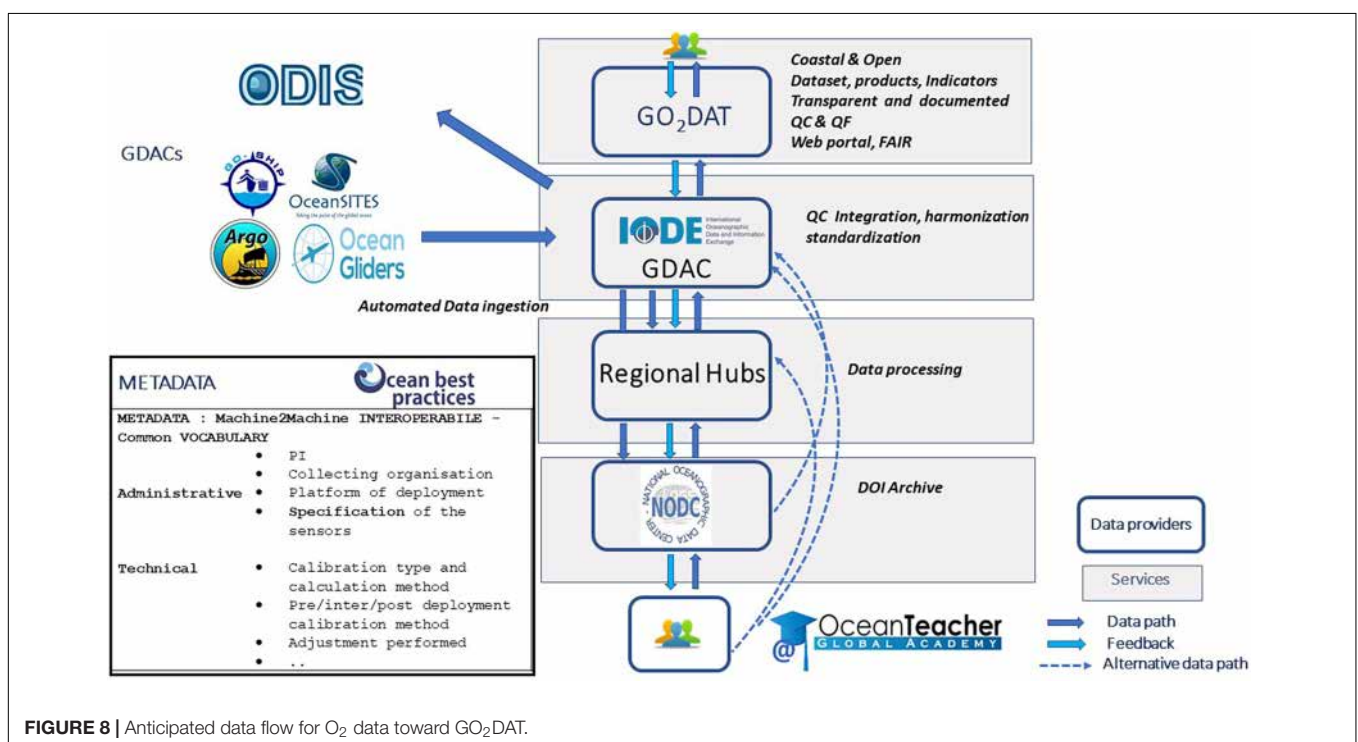 ODIS
GDACs
GO-SHIP
OceanSITES
Taking the pulse of the global ocean
Argo
Ocean
Gliders
Automated Data ingestion
GO₂DAT
Coastal & Open
Dataset, products, Indicators
Transparent and documented
QC & QF
Web portal, FAIR
IODE
International
Oceanographic
Data and Information
Exchange
GDAC
QC Integration, harmonization
standardization
Regional Hubs
Data processing
NATIONAL OCEANOGRAPHIC DATA CENTER -
NODC
DOI Archive
METADATA
Ocean best
practices
METADATA : Machine2Machine INTEROPERABILE -
Common VOCABULARY
• PI
• Collecting organisation
Administrative • Platform of deployment
• Specification of the
sensors
Technical • Calibration type and
calculation method
• Pre/inter/post deployment
calibration method
• Adjustment performed
• ..
@ OceanTeacher
GLOBAL ACADEMY
Data providers
Services
Data path
Feedback
Alternative data path
FIGURE 8 | Anticipated data flow for O₂ data toward GO₂DAT.